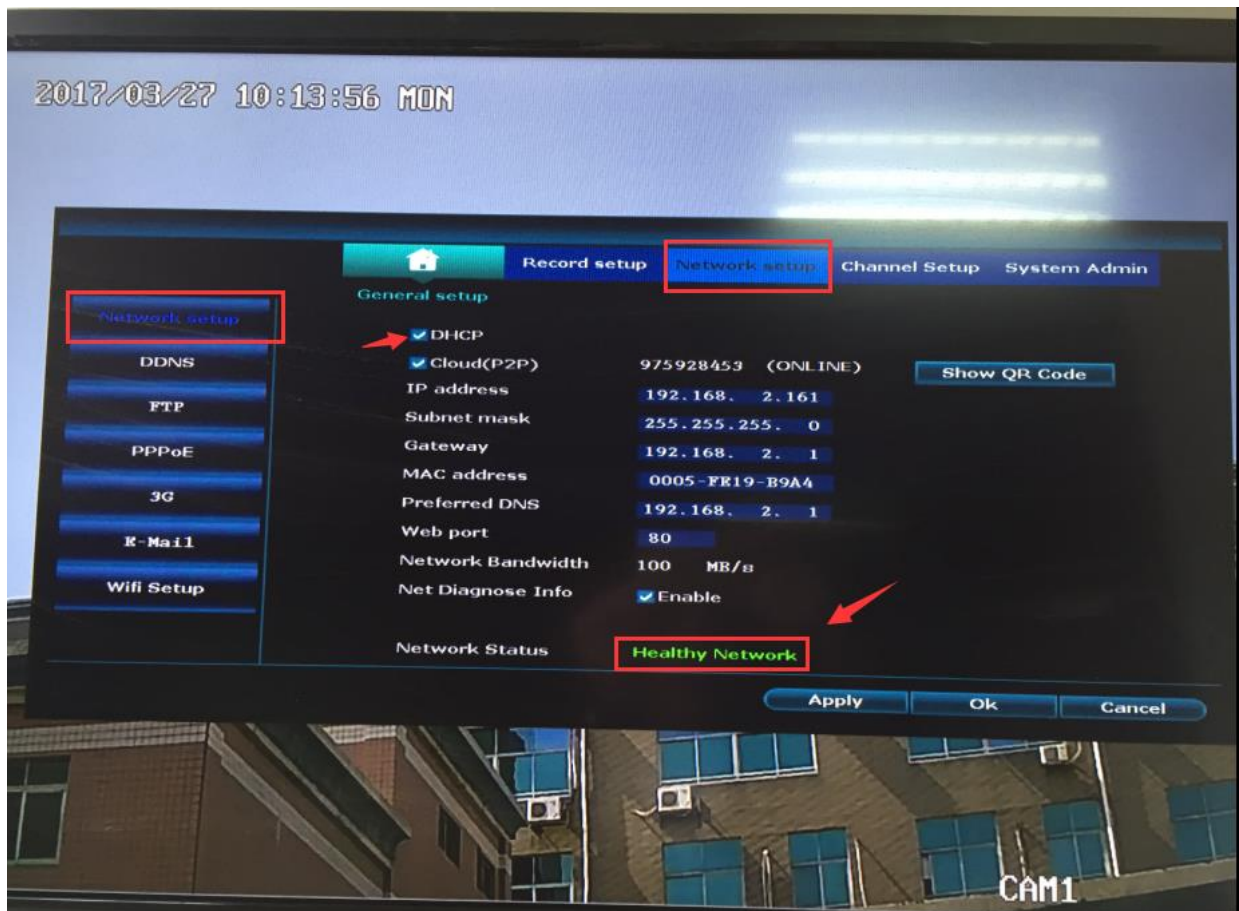 2017/03/27 10:13:56 MON
Record setup Network setup Channel Setup System Admin
General setup
Network setup
DDNS
FTP
PPPoE
3G
E-Mail
Wifi Setup
DHCP
Cloud(P2P) 975928453 (ONLINE) Show QR Code
IP address 192.168. 2.161
Subnet mask 255.255.255. 0
Gateway 192.168. 2. 1
MAC address 0005-FE19-B9A4
Preferred DNS 192.168. 2. 1
Web port 80
Network Bandwidth 100 MB/s
Net Diagnose Info Enable
Network Status Healthy Network
Apply Ok Cancel
CAM1